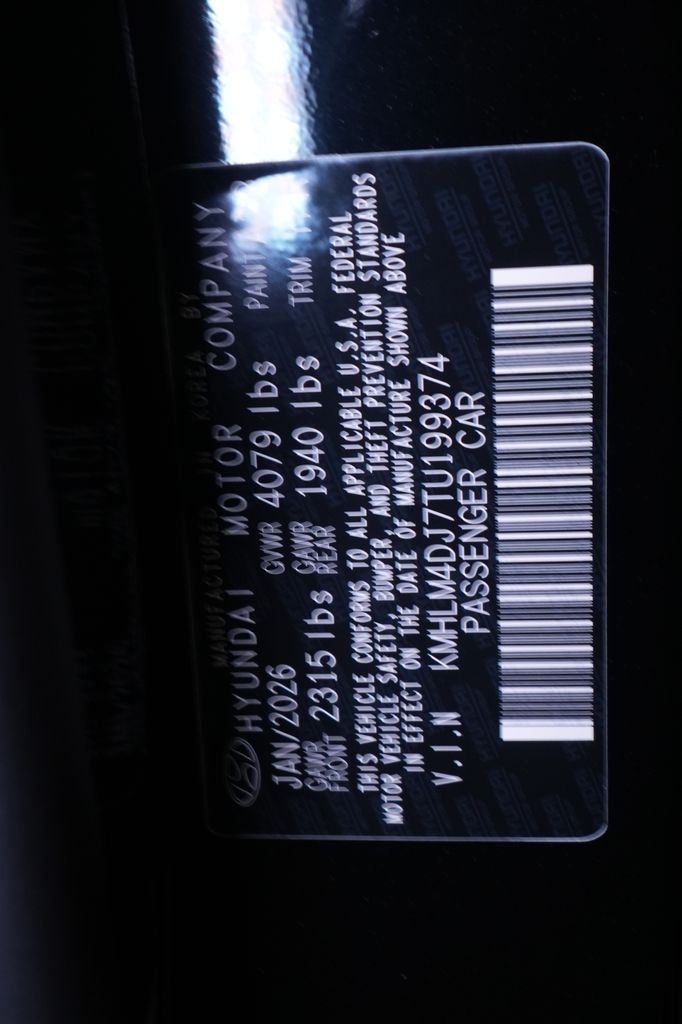 MANUFACTURED IN KOREA BY
HYUNDAI MOTOR COMPANY
JAN/2026 GVWR 4079 lbs PAINT
GAWR FRONT 2315 lbs GAWR REAR 1940 lbs TRIM
THIS VEHICLE CONFORMS TO ALL APPLICABLE U.S.A. FEDERAL
MOTOR VEHICLE SAFETY, BUMPER, AND THEFT PREVENTION STANDARDS
IN EFFECT ON THE DATE OF MANUFACTURE SHOWN ABOVE
V.I.N KMHLM4DJ7TU199374
PASSENGER CAR